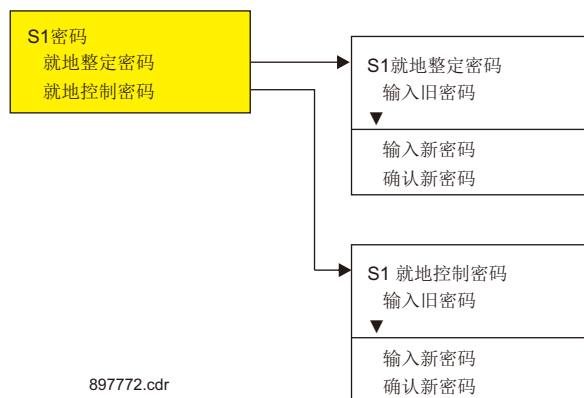 S1密码
就地整定密码
就地控制密码
S1就地整定密码
输入旧密码
▼
输入新密码
确认新密码
S1 就地控制密码
输入旧密码
▼
输入新密码
确认新密码
897772.cdr